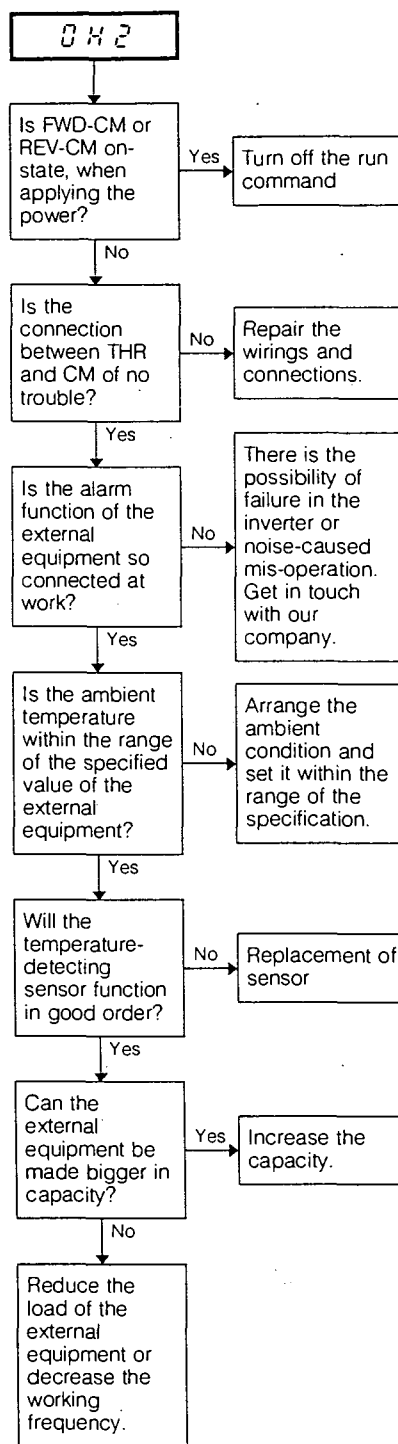 OH2
Is FWD-CM or
REV-CM on-
state, when
applying the
power?
Yes
Turn off the run
command
No
Is the
connection
between THR
and CM of no
trouble?
No
Repair the
wirings and
connections.
Yes
Is the alarm
function of the
external
equipment so
connected at
work?
No
There is the
possibility of
failure in the
inverter or
noise-caused
mis-operation.
Get in touch
with our
company.
Yes
Is the ambient
temperature
within the range
of the specified
value of the
external
equipment?
No
Arrange the
ambient
condition and
set it within the
range of the
specification.
Yes
Will the
temperature-
detecting
sensor function
in good order?
No
Replacement of
sensor
Yes
Can the
external
equipment be
made bigger in
capacity?
Yes
Increase the
capacity.
No
Reduce the
load of the
external
equipment or
decrease the
working
frequency.